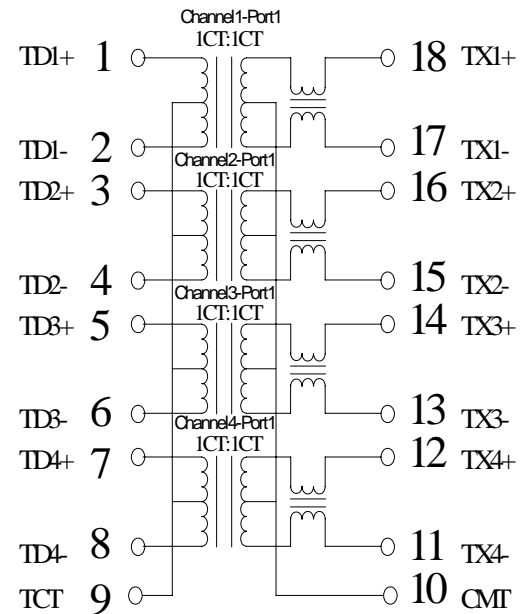 Channel1-Port1
1CT:1CT
TD1+ 1 18 TX1+
TD1- 2 17 TX1-
Channel2-Port1
1CT:1CT
TD2+ 3 16 TX2+
TD2- 4 15 TX2-
Channel3-Port1
1CT:1CT
TD3+ 5 14 TX3+
TD3- 6 13 TX3-
Channel4-Port1
1CT:1CT
TD4+ 7 12 TX4+
TD4- 8 11 TX4-
TCT 9 10 CMT